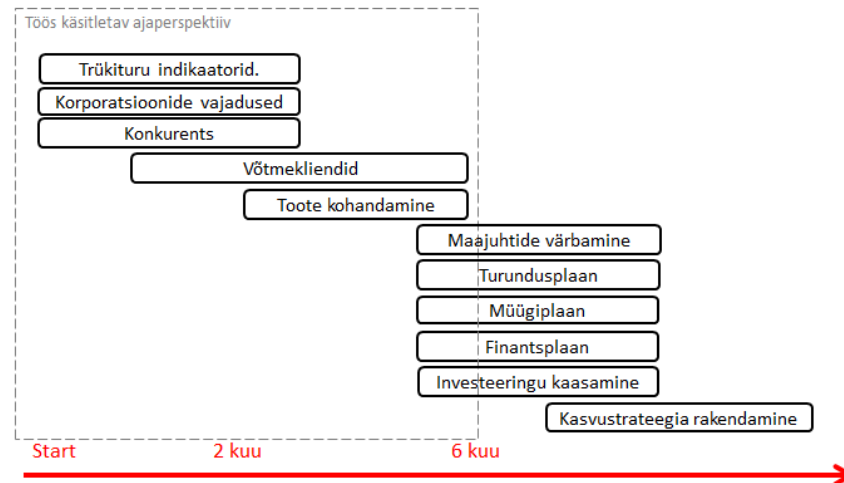 Töös käsitletav ajaperspektiiv
Trükituru indikaatorid.
Korporatsioonide vajadused
Konkurents
Võtmekliendid
Toote kohandamine
Maajuhtide värbamine
Turundusplaan
Müügiplaan
Finantsplaan
Investeeringu kaasamine
Kasvustrateegia rakendamine
Start 2 kuu 6 kuu